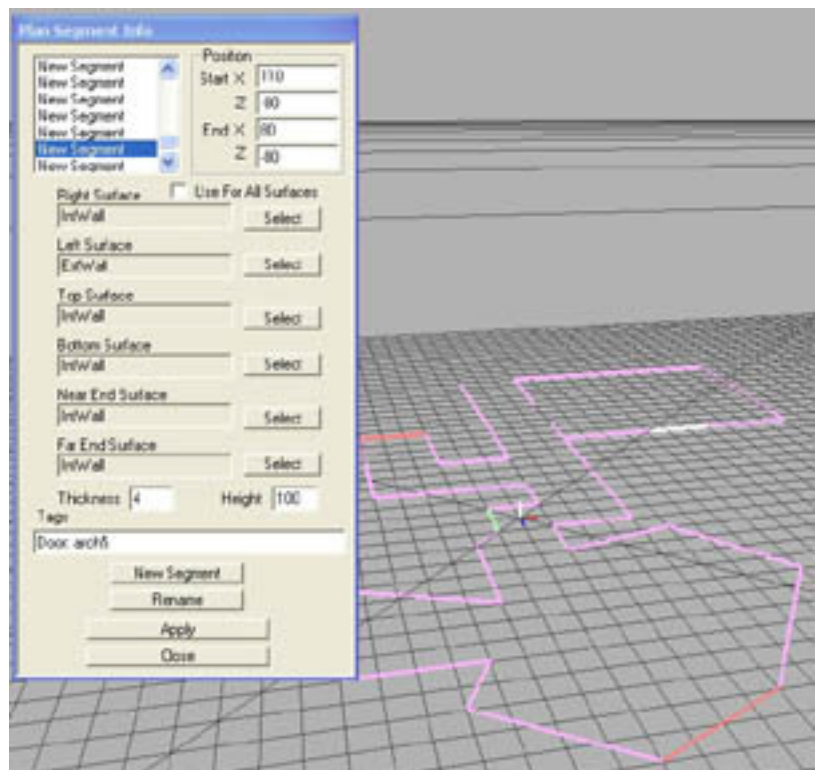 Plan Segment Info
New Segment
New Segment
New Segment
New Segment
New Segment
New Segment
New Segment
Position
Start X 110
Z -80
End X 80
Z -80
Right Surface
Use For All Surfaces
IntWall
Select
Left Surface
ExtWall
Select
Top Surface
IntWall
Select
Bottom Surface
IntWall
Select
Near End Surface
IntWall
Select
Far End Surface
IntWall
Select
Thickness 4
Height 100
Tags
Door:
New Segment
Rename
Apply
Close